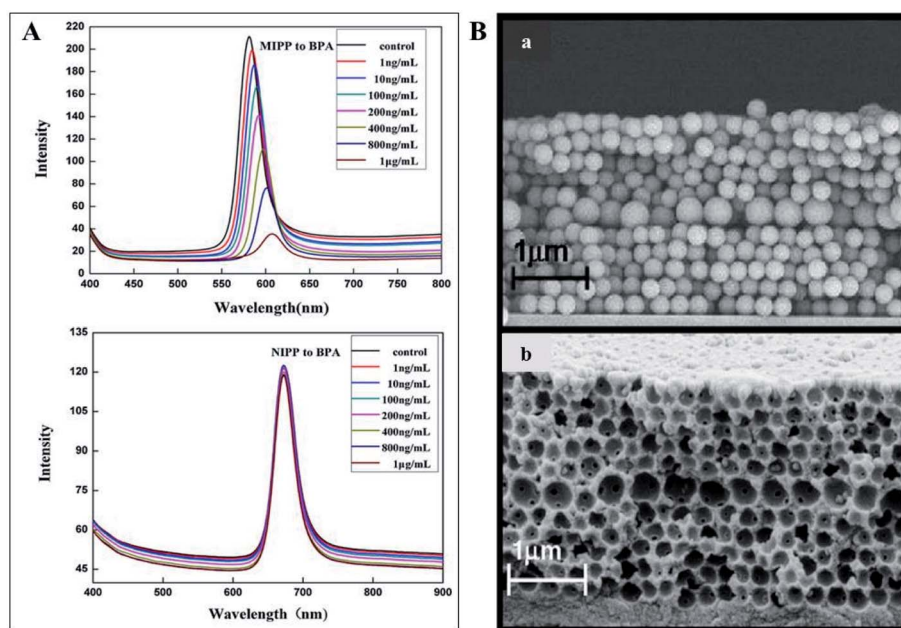 A
220
200
180
160
140
120
100
80
60
40
20
0
Intensity
MIPP to BPA
control
1ng/mL
10ng/mL
100ng/mL
200ng/mL
400ng/mL
800ng/mL
1μg/mL
400 450 500 550 600 650 700 750 800
Wavelength(nm)
135
120
105
90
75
60
45
Intensity
NIPP to BPA
control
1ng/mL
10ng/mL
100ng/mL
200ng/mL
400ng/mL
800ng/mL
1μg/mL
400 500 600 700 800 900
Wavelength (nm)
B
a
1μm
b
1μm